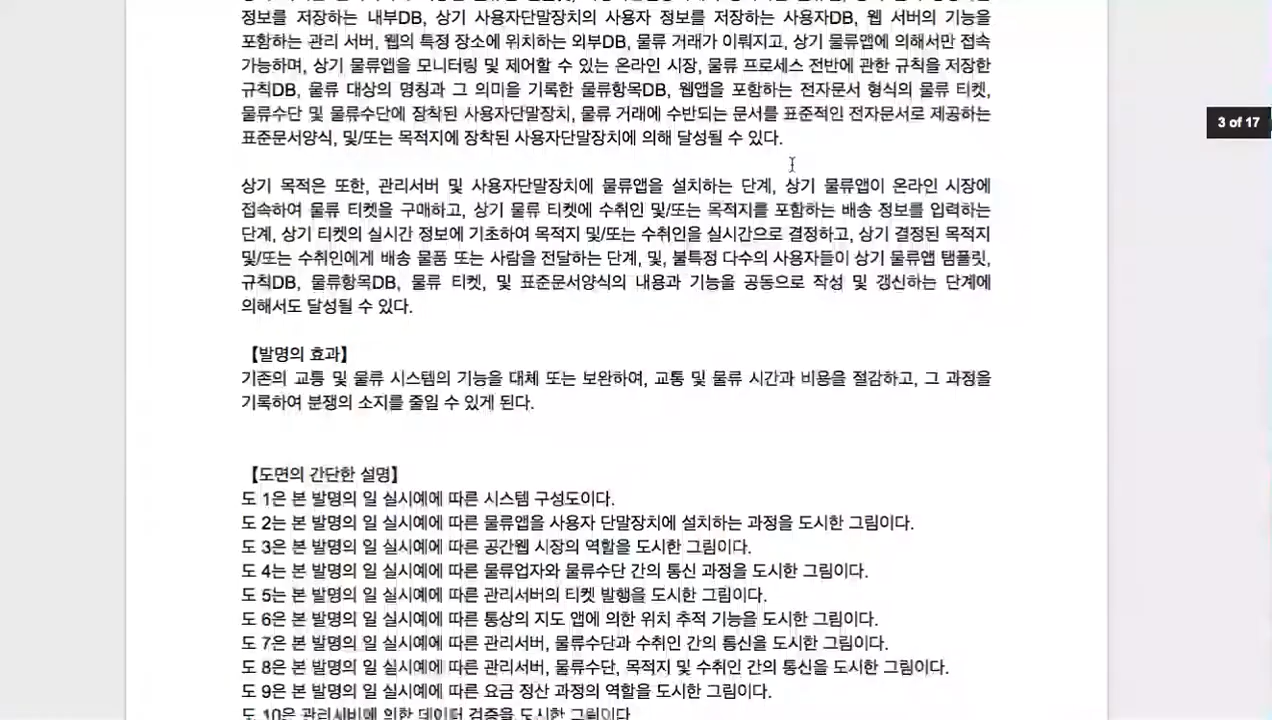 정보를 저장하는 내부DB, 상기 사용자단말장치의 사용자 정보를 저장하는 사용자DB, 웹 서버의 기능을
포함하는 관리 서버, 웹의 특정 장소에 위치하는 외부DB, 물류 거래가 이뤄지고, 상기 물류앱에 의해서만 접속
가능하며, 상기 물류앱을 모니터링 및 제어할 수 있는 온라인 시장, 물류 프로세스 전반에 관한 규칙을 저장한
규칙DB, 물류 대상의 명칭과 그 의미를 기록한 물류항목DB, 웹앱을 포함하는 전자문서 형식의 물류 티켓,
물류수단 및 물류수단에 장착된 사용자단말장치, 물류 거래에 수반되는 문서를 표준적인 전자문서로 제공하는
표준문서양식, 및/또는 목적지에 장착된 사용자단말장치에 의해 달성될 수 있다.
3 of 17
상기 목적은 또한, 관리서버 및 사용자단말장치에 물류앱을 설치하는 단계, 상기 물류앱이 온라인 시장에
접속하여 물류 티켓을 구매하고, 상기 물류 티켓에 수취인 및/또는 목적지를 포함하는 배송 정보를 입력하는
단계, 상기 티켓의 실시간 정보에 기초하여 목적지 및/또는 수취인을 실시간으로 결정하고, 상기 결정된 목적지
및/또는 수취인에게 배송 물품 또는 사람을 전달하는 단계, 및, 불특정 다수의 사용자들이 상기 물류앱 탬플릿,
규칙DB, 물류항목DB, 물류 티켓, 및 표준문서양식의 내용과 기능을 공동으로 작성 및 갱신하는 단계에
의해서도 달성될 수 있다.
【발명의 효과】
기존의 교통 및 물류 시스템의 기능을 대체 또는 보완하여, 교통 및 물류 시간과 비용을 절감하고, 그 과정을
기록하여 분쟁의 소지를 줄일 수 있게 된다.
【도면의 간단한 설명】
도 1은 본 발명의 일 실시예에 따른 시스템 구성도이다.
도 2는 본 발명의 일 실시예에 따른 물류앱을 사용자 단말장치에 설치하는 과정을 도시한 그림이다.
도 3은 본 발명의 일 실시예에 따른 공간웹 시장의 역할을 도시한 그림이다.
도 4는 본 발명의 일 실시예에 따른 물류업자와 물류수단 간의 통신 과정을 도시한 그림이다.
도 5는 본 발명의 일 실시예에 따른 관리서버의 티켓 발행을 도시한 그림이다.
도 6은 본 발명의 일 실시예에 따른 통상의 지도 앱에 의한 위치 추적 기능을 도시한 그림이다.
도 7은 본 발명의 일 실시예에 따른 관리서버, 물류수단과 수취인 간의 통신을 도시한 그림이다.
도 8은 본 발명의 일 실시예에 따른 관리서버, 물류수단, 목적지 및 수취인 간의 통신을 도시한 그림이다.
도 9은 본 발명의 일 실시예에 따른 요금 정산 과정의 역할을 도시한 그림이다.
도 10은 관리서버에 의한 데이터 검증을 도시한 그림이다